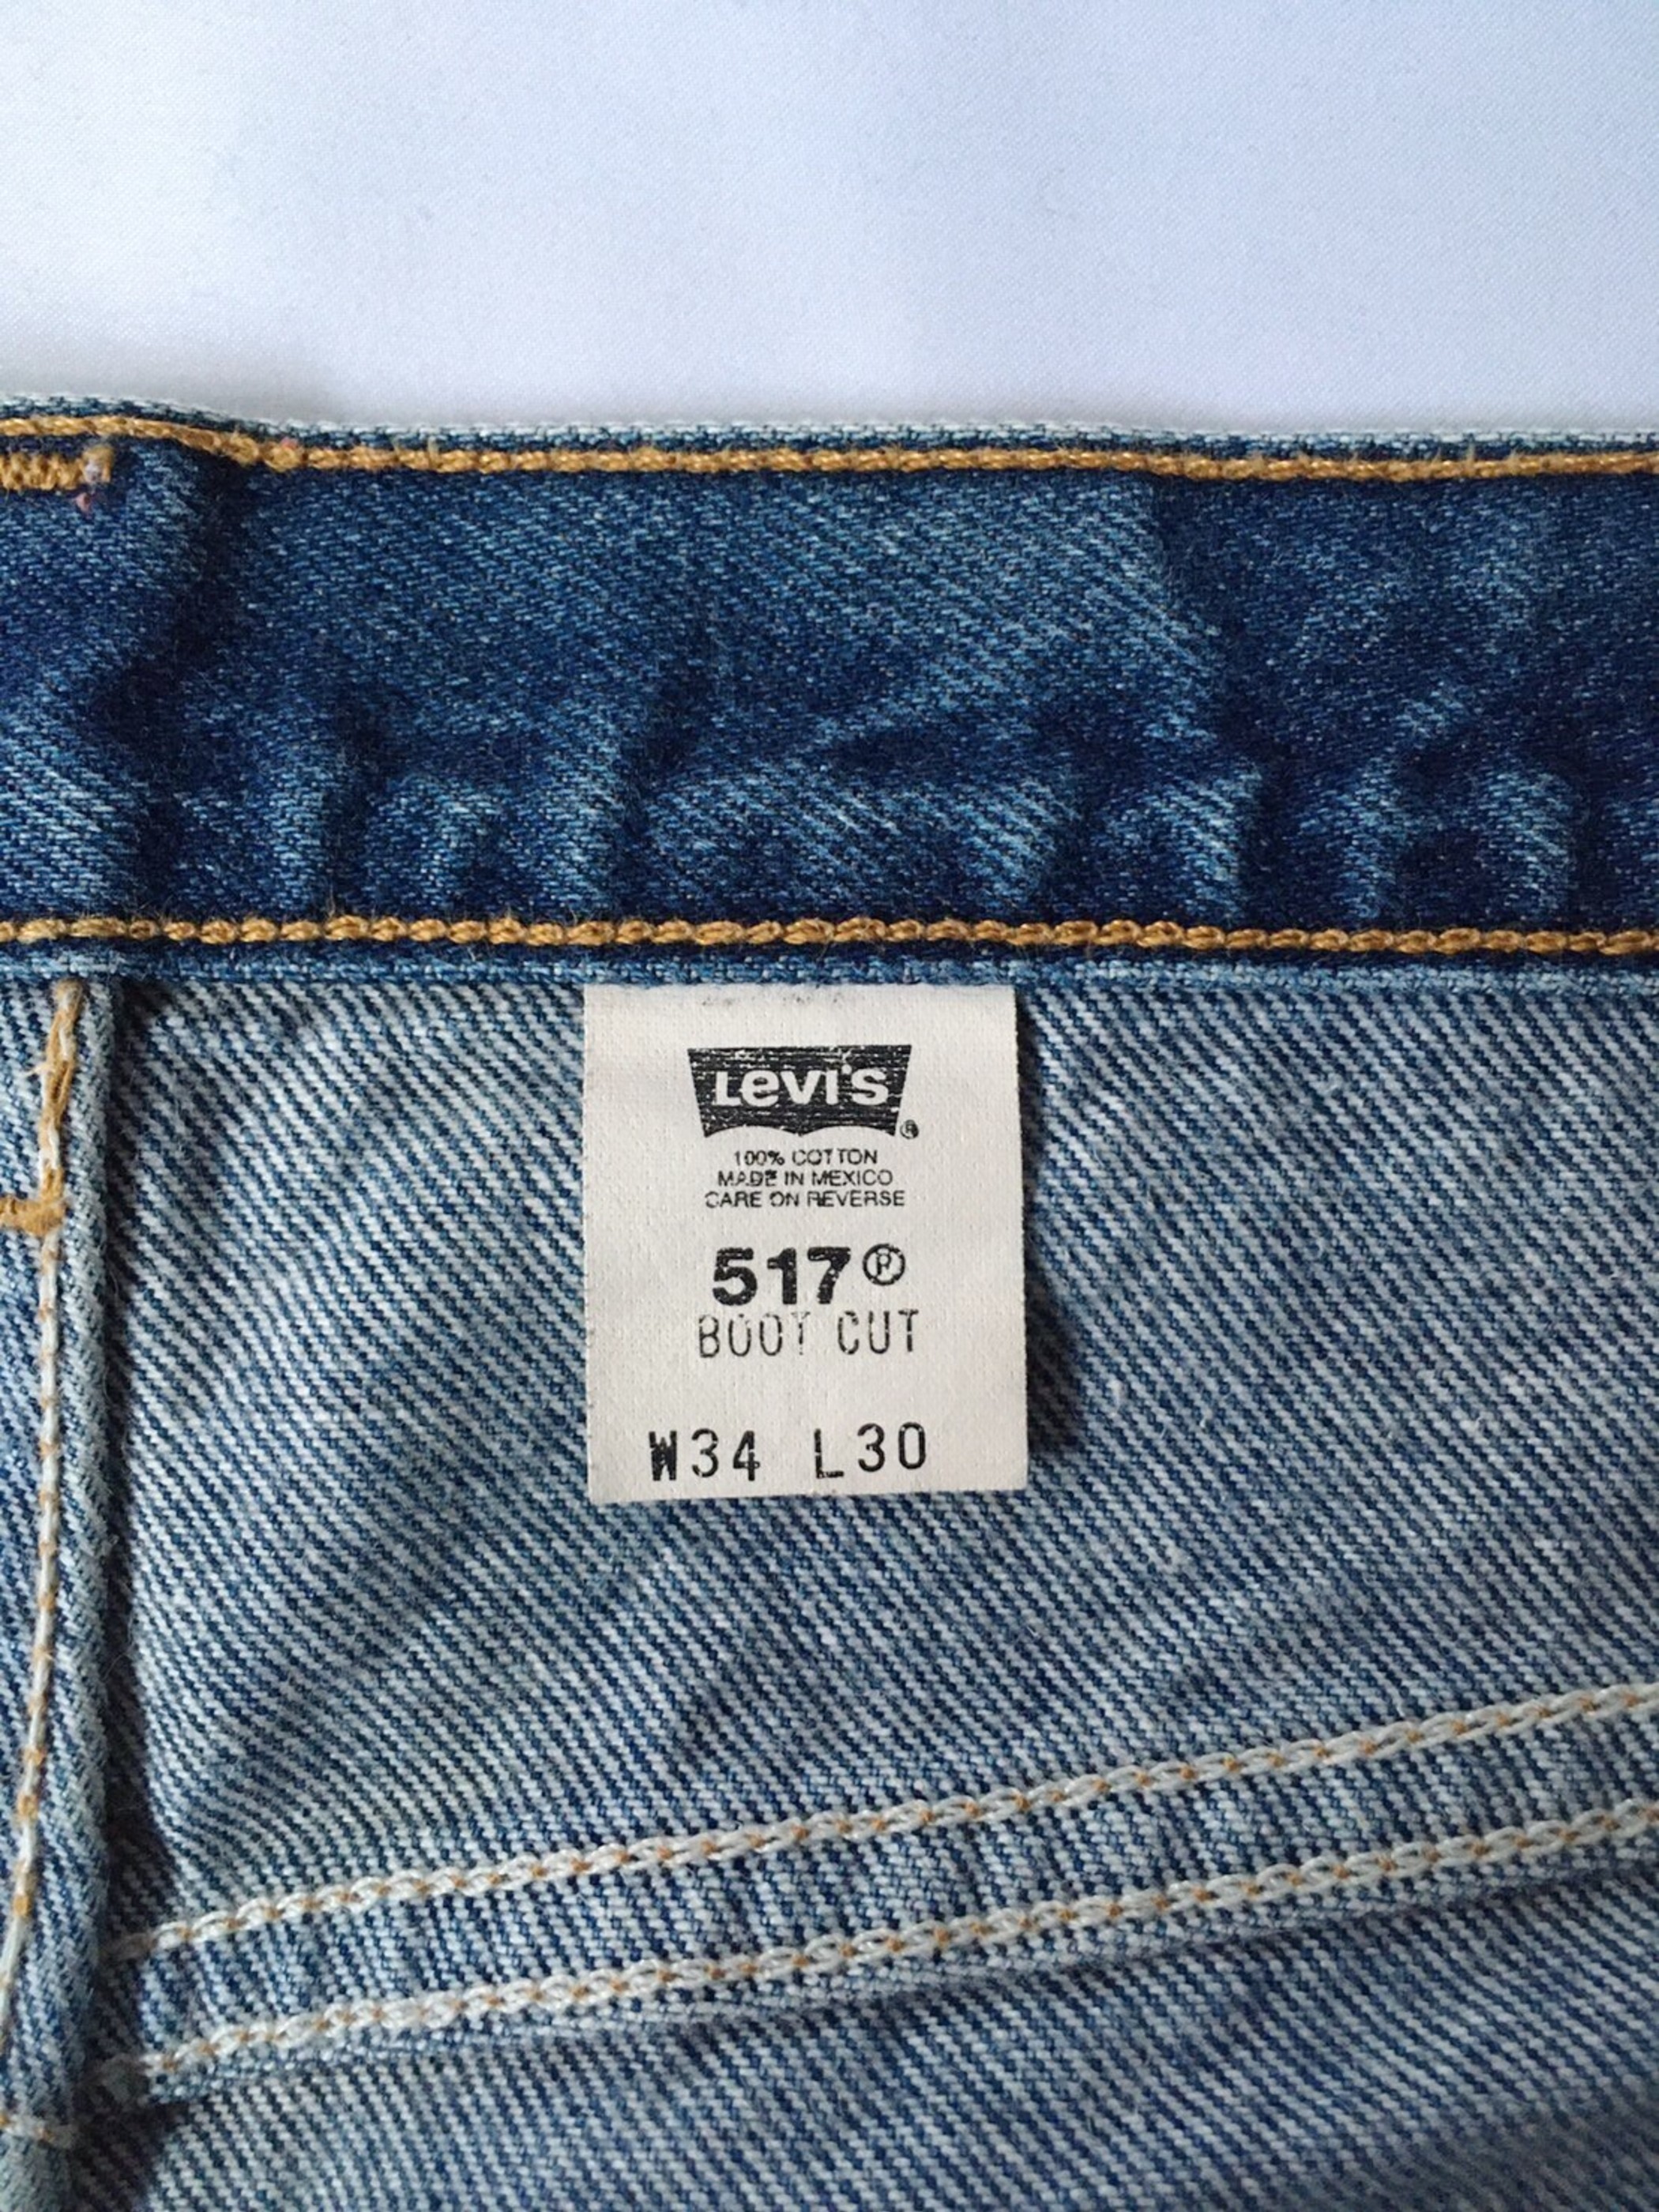 LEVI'S ®
100% COTTON
MADE IN MEXICO
CARE ON REVERSE
517®
BOOT CUT
W34 L30